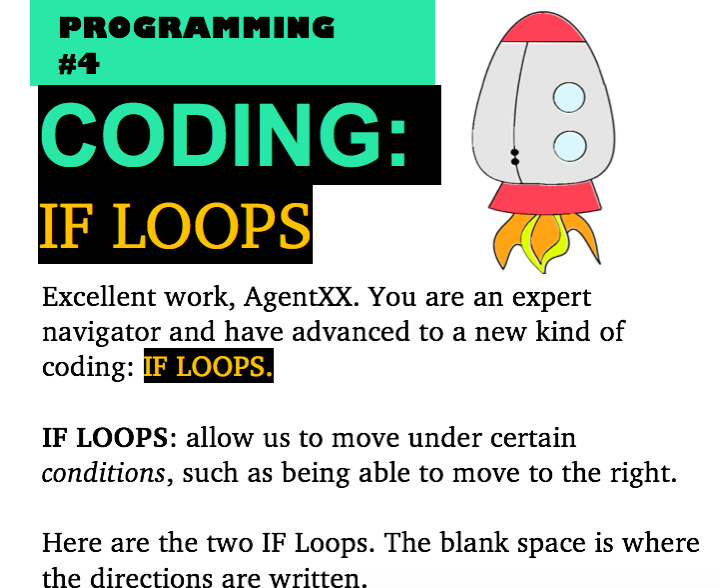 PROGRAMMING
#4
CODING:
IF LOOPS
Excellent work, AgentXX. You are an expert
navigator and have advanced to a new kind of
coding: IF LOOPS.
IF LOOPS: allow us to move under certain
conditions, such as being able to move to the right.
Here are the two IF Loops. The blank space is where
the directions are written.